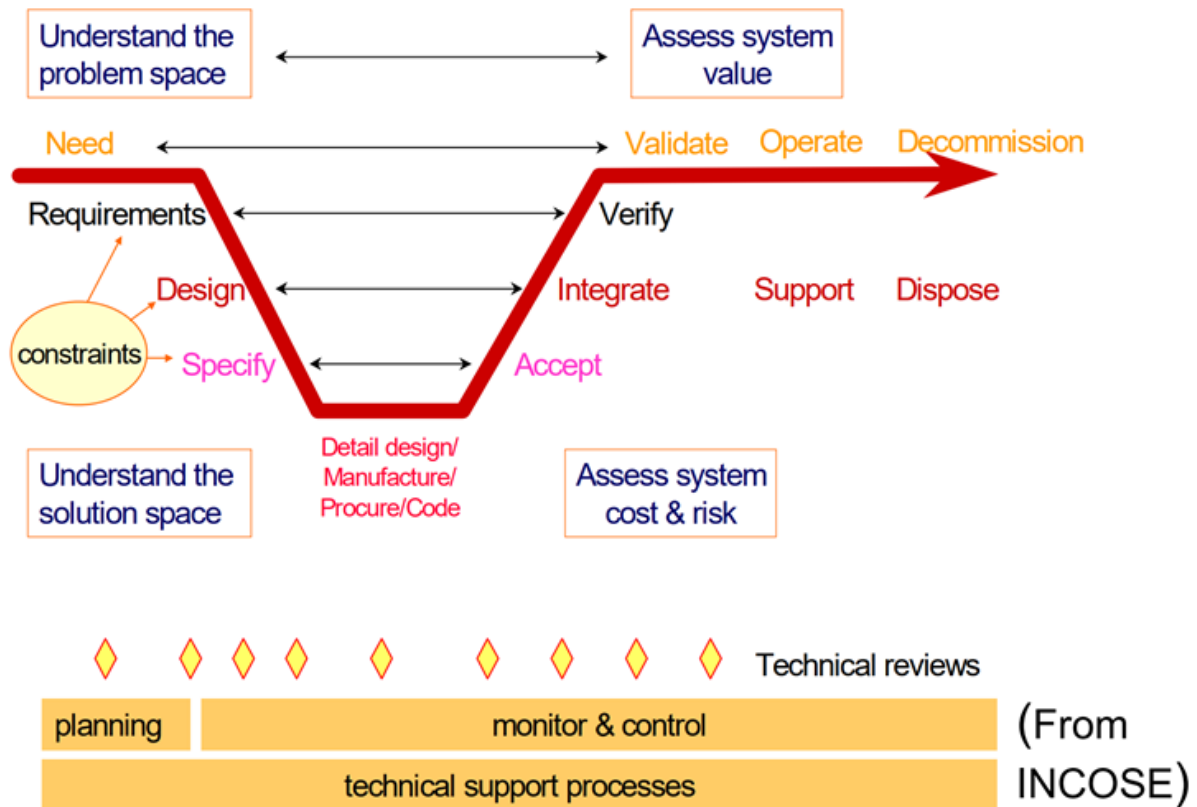 Understand the
problem space
Assess system
value
Need
Validate
Operate
Decommission
Requirements
Verify
Design
Integrate
Support
Dispose
constraints
Specify
Accept
Detail design/
Manufacture/
Procure/Code
Understand the
solution space
Assess system
cost & risk
Technical reviews
planning
monitor & control
(From
technical support processes
INCOSE)